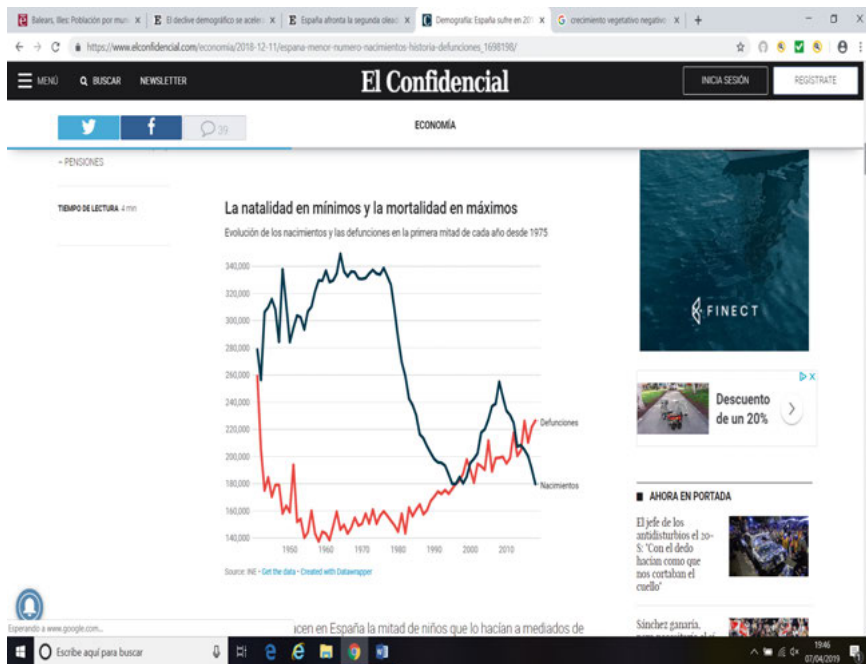 Balears, Illes: Población por muni
El declive demográfico se aceler
España afronta la segunda olead
Demografía: España sufre en 201
crecimiento vegetativo negativo
https://www.elconfidencial.com/economia/2018-12-11/espana-menor-numero-nacimientos-historia-defunciones_1698198/
MENÚ
BUSCAR
NEWSLETTER
El Confidencial
INICIA SESIÓN
REGÍSTRATE
39
ECONOMÍA
- PENSIONES
TIEMPO DE LECTURA 4 min
La natalidad en mínimos y la mortalidad en máximos
Evolución de los nacimientos y las defunciones en la primera mitad de cada año desde 1975
340,000
320,000
300,000
280,000
260,000
240,000
220,000
200,000
180,000
160,000
140,000
Defunciones
Nacimientos
1950 1960 1970 1980 1990 2000 2010
Source: INE • Get the data • Created with Datawrapper
FINECT
Descuento
de un 20%
AHORA EN PORTADA
El jefe de los
antidisturbios el 20-
S: "Con el dedo
hacían como que
nos cortaban el
cuello"
Sánchez ganaría,
Esperando a www.google.com...
acen en España la mitad de niños que lo hacían a mediados de
Escribe aquí para buscar
19:46
07/04/2019